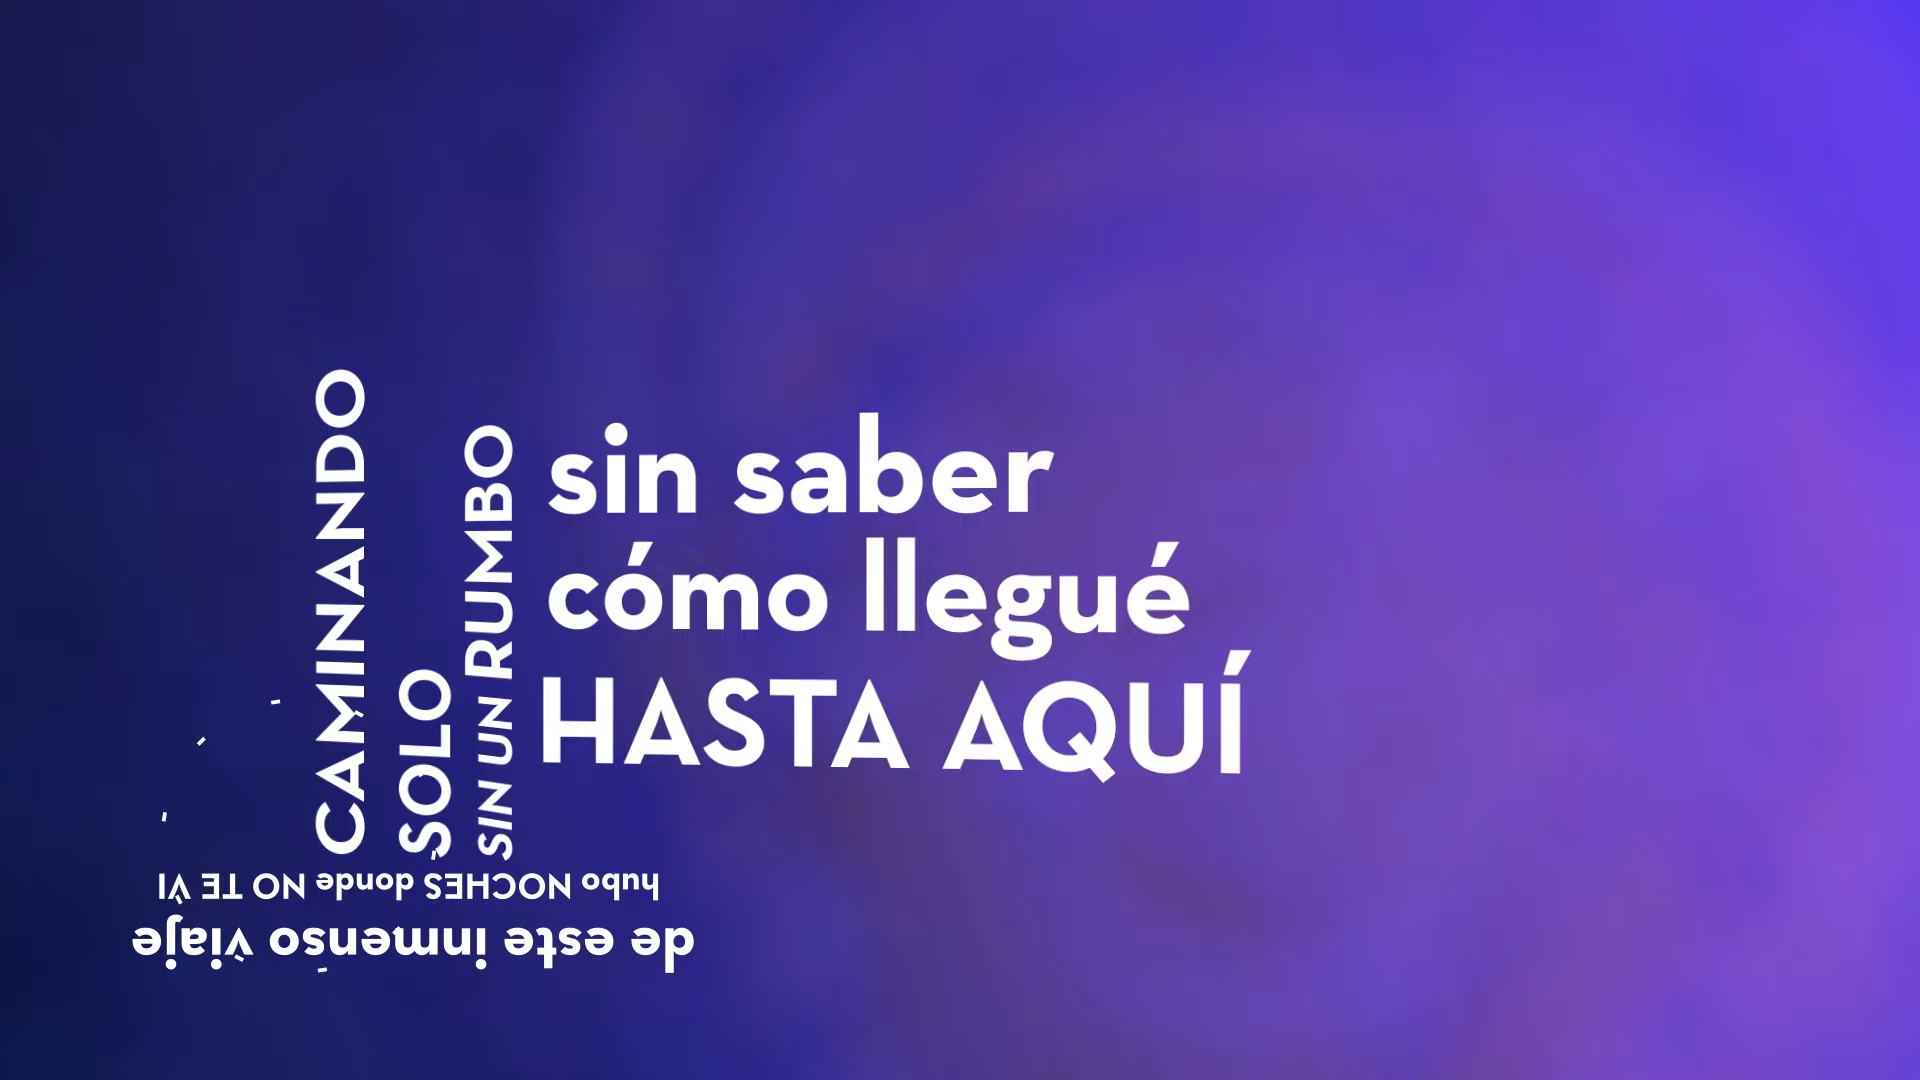 de este inmenso viaje
hubo NOCHES donde NO TE VÍ
CAMINANDO
SOLO
SIN UN RUMBO
sin saber
cómo llegué
HASTA AQUÍ